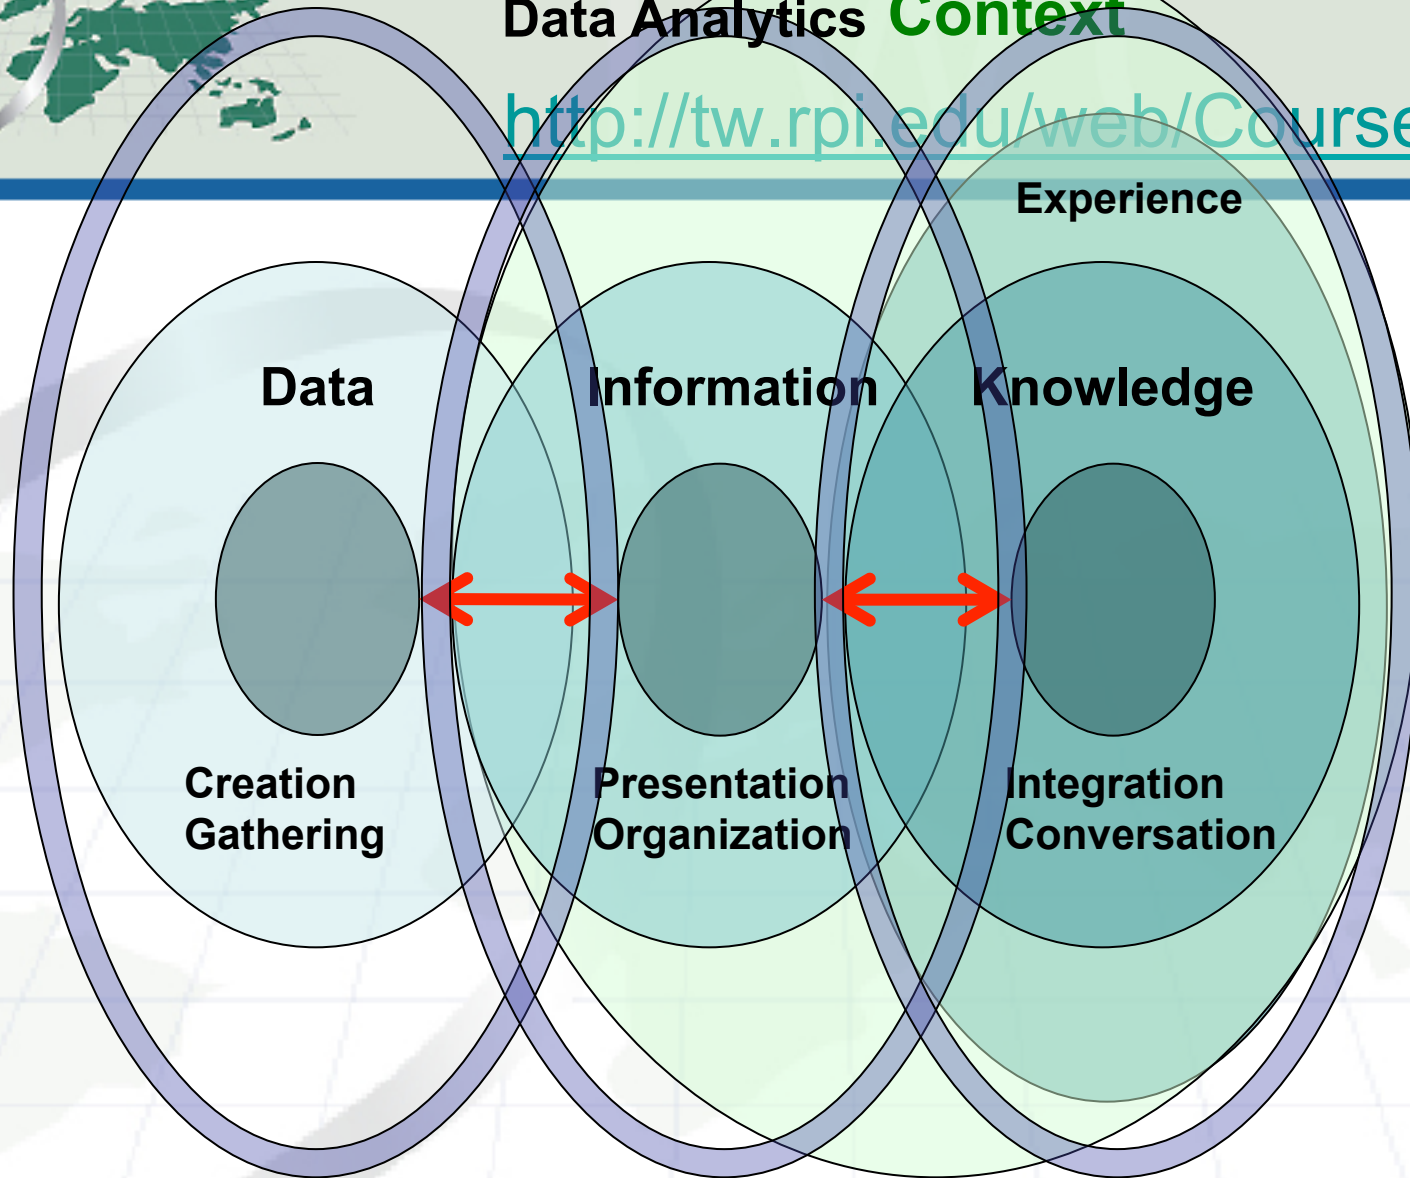 Data Analytics Context
http://tw.rpi.edu/web/Course
Experience
Data
Information
Knowledge
Creation
Gathering
Presentation
Organization
Integration
Conversation